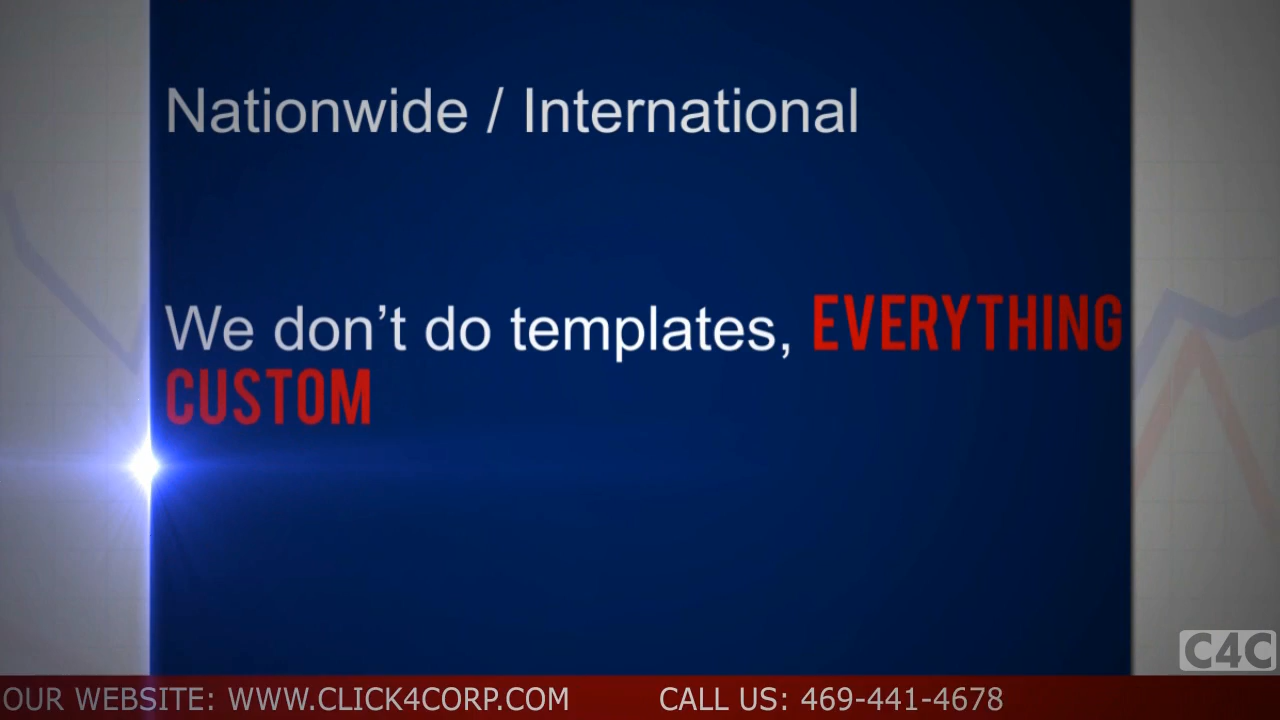 Nationwide / International
We don’t do templates, EVERYTHING
CUSTOM
C4C
OUR WEBSITE: WWW.CLICK4CORP.COM CALL US: 469-441-4678